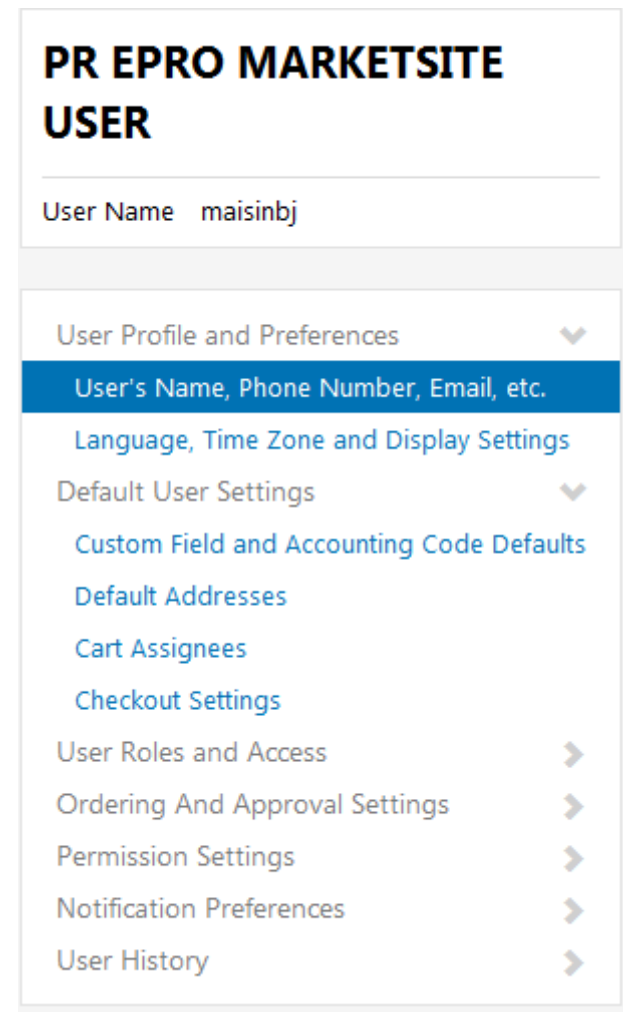 PR EPRO MARKETSITE
USER
User Name maisinbj
User Profile and Preferences
User's Name, Phone Number, Email, etc.
Language, Time Zone and Display Settings
Default User Settings
Custom Field and Accounting Code Defaults
Default Addresses
Cart Assignees
Checkout Settings
User Roles and Access
Ordering And Approval Settings
Permission Settings
Notification Preferences
User History